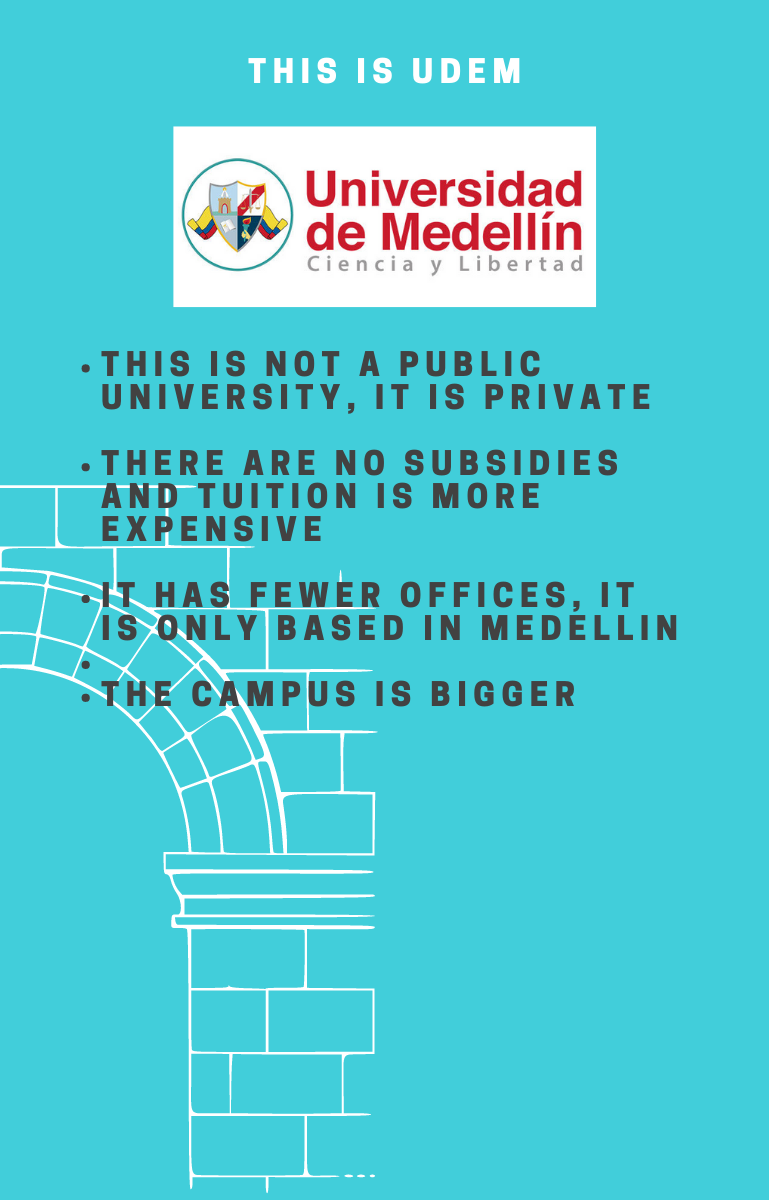 THIS IS UDEM
Universidad
de Medellín
Ciencia y Libertad
• THIS IS NOT A PUBLIC
UNIVERSITY, IT IS PRIVATE
• THERE ARE NO SUBSIDIES
AND TUITION IS MORE
EXPENSIVE
• IT HAS FEWER OFFICES, IT
IS ONLY BASED IN MEDELLIN
•
• THE CAMPUS IS BIGGER